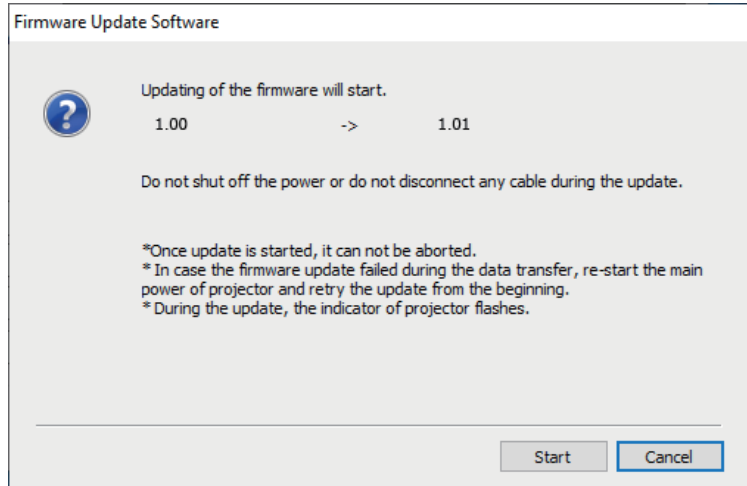 Firmware Update Software
Updating of the firmware will start.
1.00 -> 1.01
Do not shut off the power or do not disconnect any cable during the update.
*Once update is started, it can not be aborted.
* In case the firmware update failed during the data transfer, re-start the main
power of projector and retry the update from the beginning.
* During the update, the indicator of projector flashes.
Start Cancel